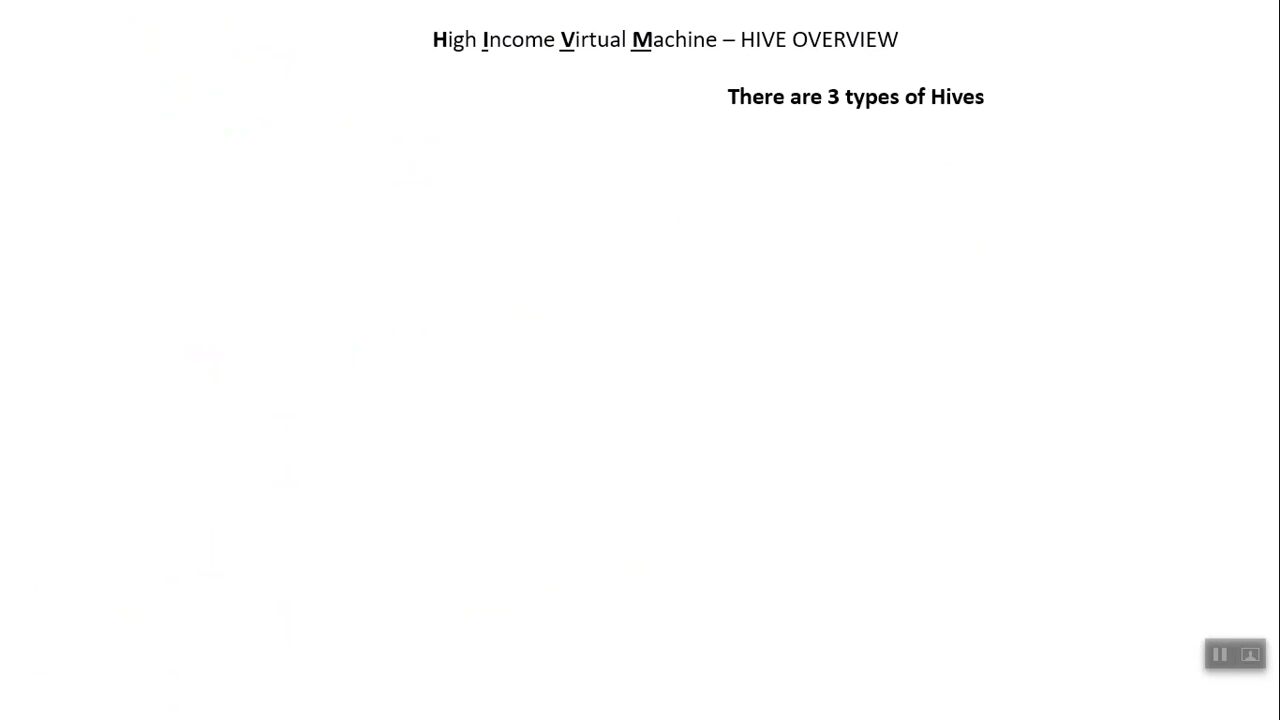 High Income Virtual Machine – HIVE OVERVIEW
There are 3 types of Hives